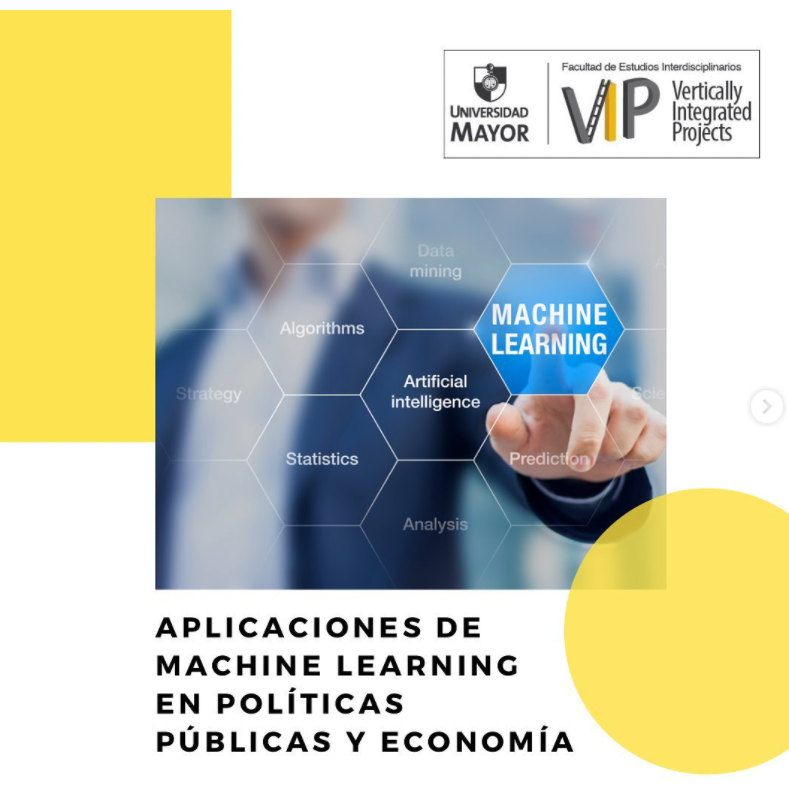 UNIVERSIDAD
MAYOR
Facultad de Estudios Interdisciplinarios
VIP
Vertically
Integrated
Projects
Data
mining
MACHINE
LEARNING
Algorithms
Artificial
intelligence
Strategy
Scie
Statistics
Prediction
Analysis
APLICACIONES DE
MACHINE LEARNING
EN POLÍTICAS
PÚBLICAS Y ECONOMÍA